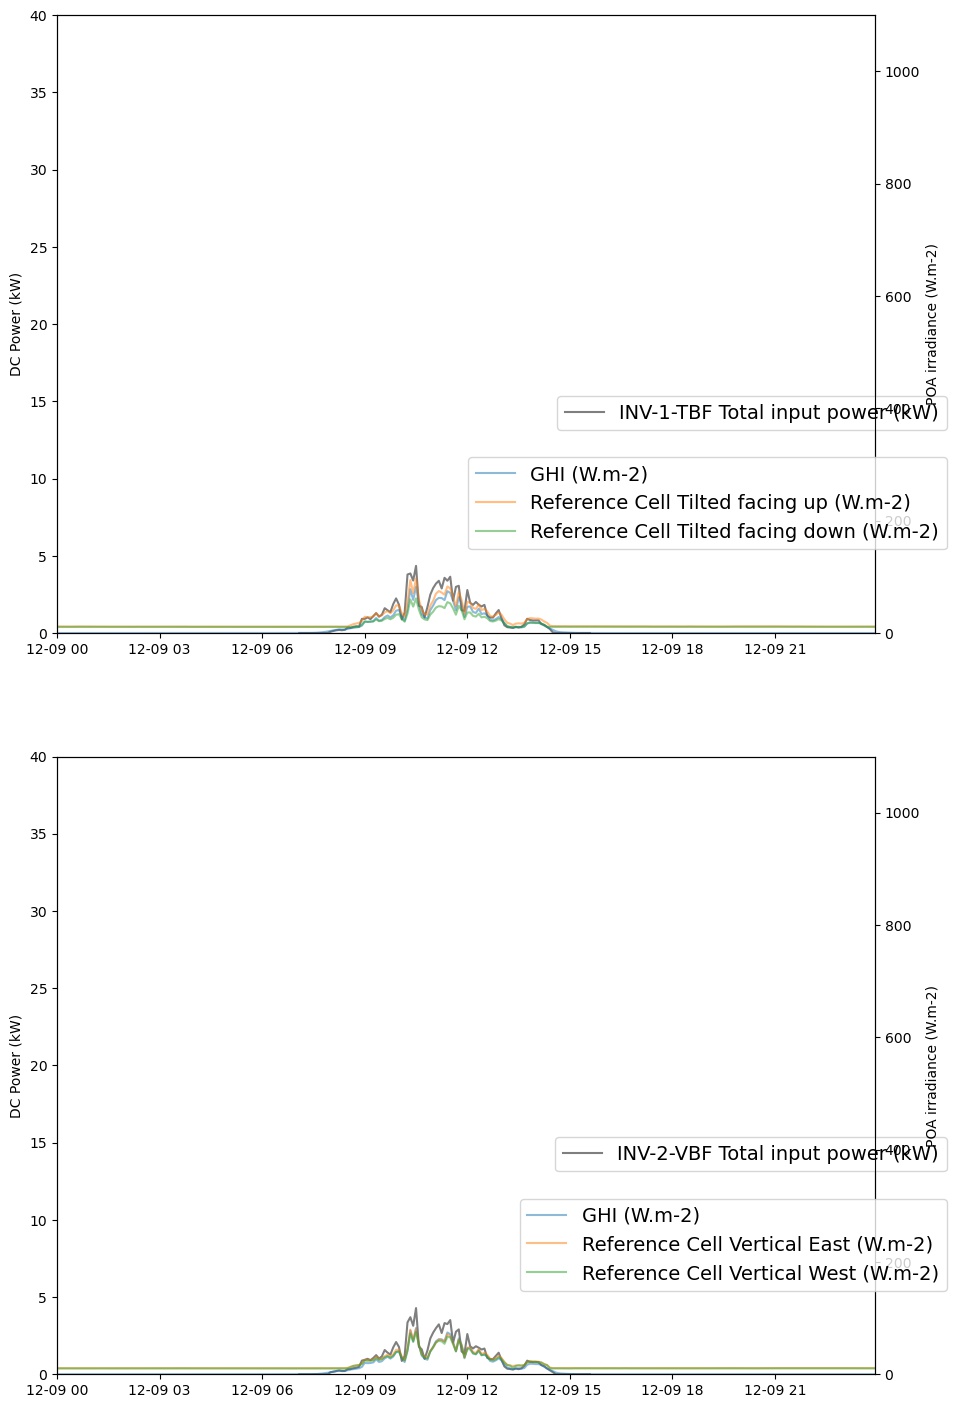 40
35
30
25
20
15
10
5
0
DC Power (kW)
1000
800
600
400
200
0
POA irradiance (W.m-2)
INV-1-TBF Total input power (kW)
GHI (W.m-2)
Reference Cell Tilted facing up (W.m-2)
Reference Cell Tilted facing down (W.m-2)
12-09 00 12-09 03 12-09 06 12-09 09 12-09 12 12-09 15 12-09 18 12-09 21
40
35
30
25
20
15
10
5
0
DC Power (kW)
1000
800
600
400
200
0
POA irradiance (W.m-2)
INV-2-VBF Total input power (kW)
GHI (W.m-2)
Reference Cell Vertical East (W.m-2)
Reference Cell Vertical West (W.m-2)
12-09 00 12-09 03 12-09 06 12-09 09 12-09 12 12-09 15 12-09 18 12-09 21